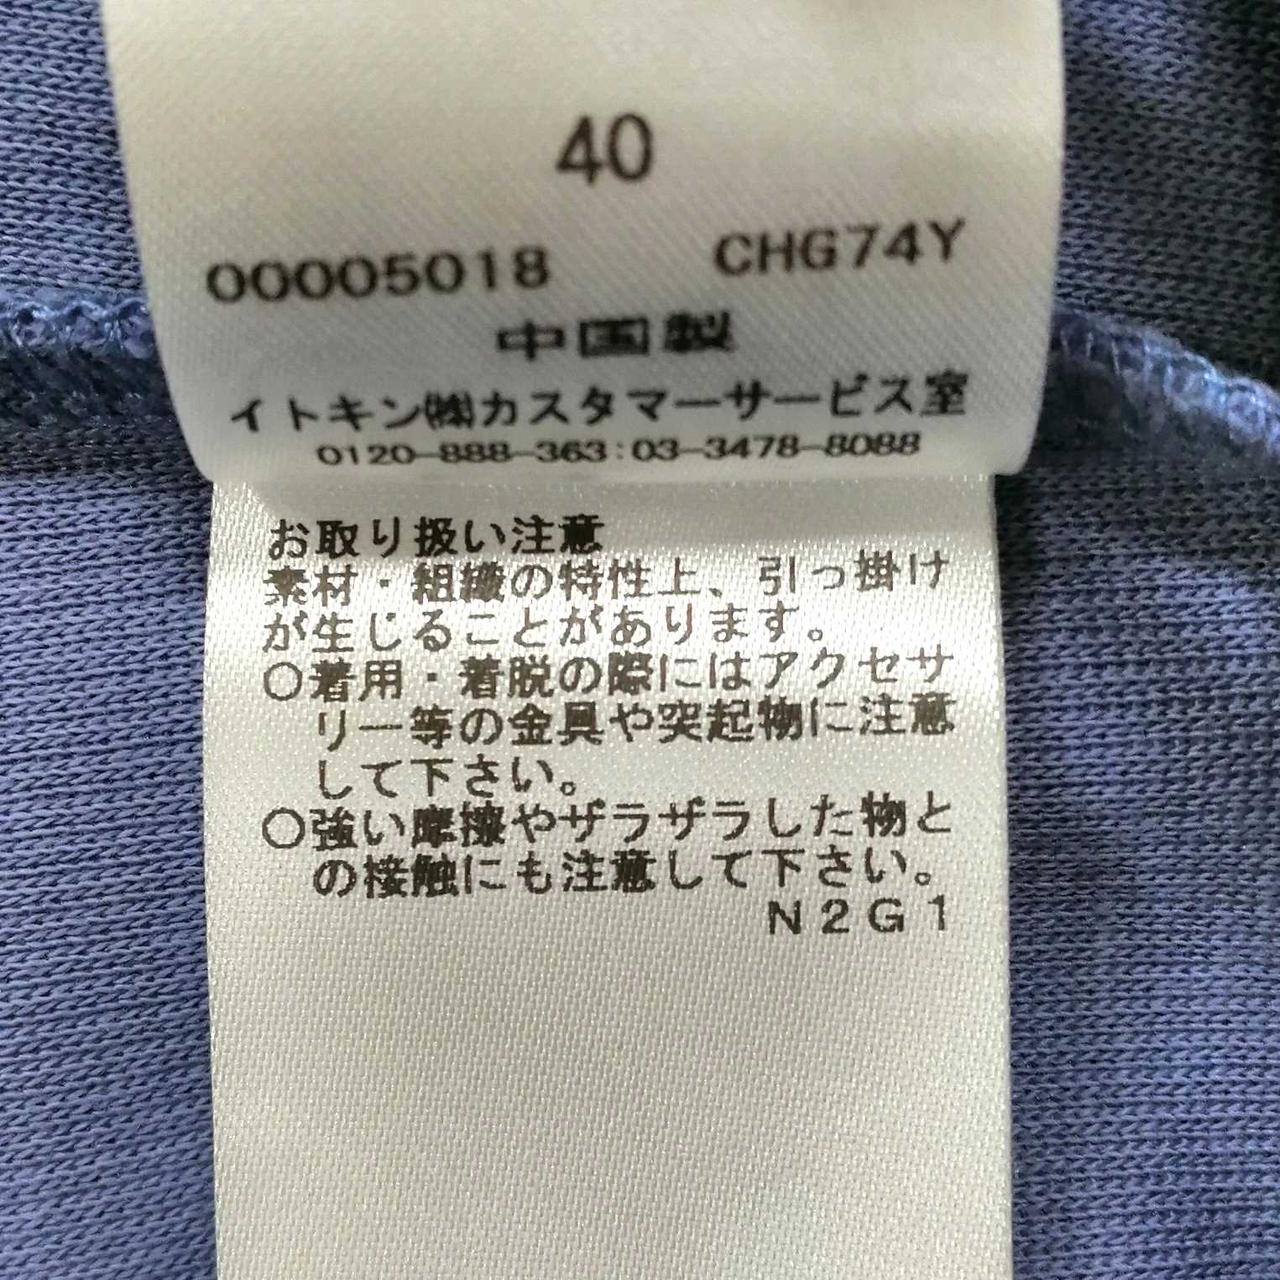 40
00005018 CHG74Y
中国製
イトキン㈱カスタマーサービス室
0120-888-363:03-3478-8088
お取り扱い注意
素材・組織の特性上、引っ掛け
が生じることがあります。
○着用・着脱の際にはアクセサ
リー等の金具や突起物に注意
して下さい。
○強い摩擦やザラザラした物と
の接触にも注意して下さい。
N2G1